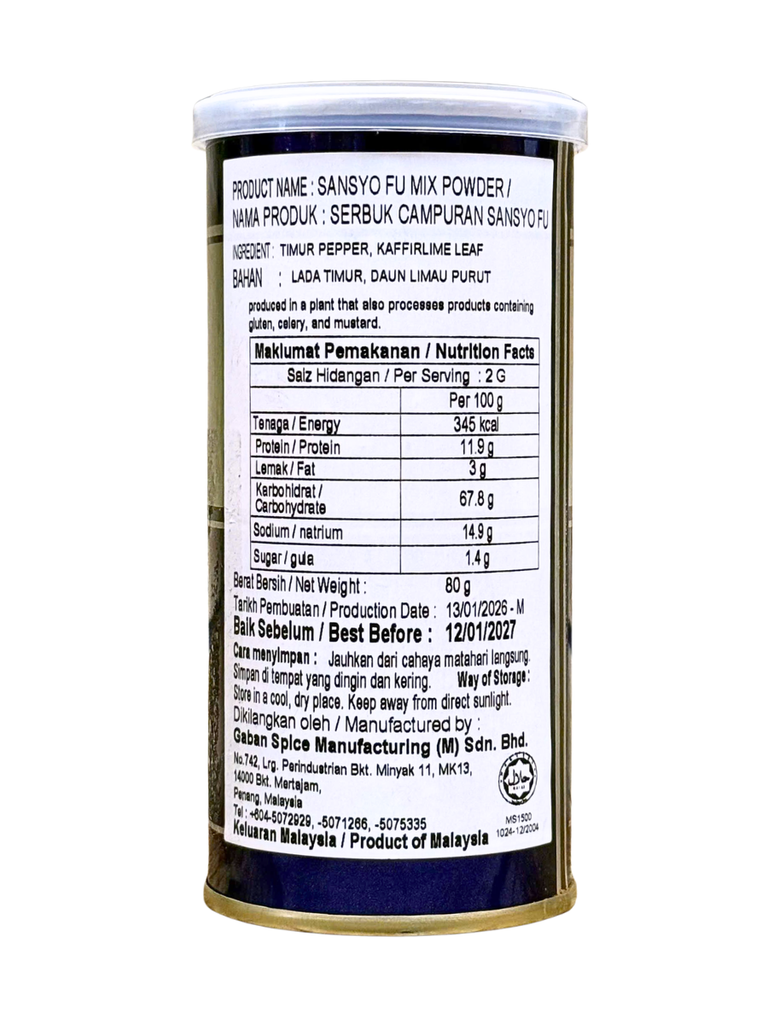 PRODUCT NAME : SANSYO FU MIX POWDER /
NAMA PRODUK : SERBUK CAMPURAN SANSYO FU
INGREDIENT : TIMUR PEPPER, KAFFIRLIME LEAF
BAHAN : LADA TIMUR, DAUN LIMAU PURUT
produced in a plant that also processes products containing
gluten, celery, and mustard.
Maklumat Pemakanan / Nutrition Facts
Saiz Hidangan / Per Serving : 2 G
Per 100 g
Tenaga / Energy 345 kcal
Protein / Protein 11.9 g
Lemak / Fat 3 g
Karbohidrat /
Carbohydrate 67.8 g
Sodium / natrium 14.9 g
Sugar / gula 1.4 g
Berat Bersih / Net Weight : 80 g
Tarikh Pembuatan / Production Date : 13/01/2026 - M
Baik Sebelum / Best Before : 12/01/2027
Cara menyimpan : Jauhkan dari cahaya matahari langsung.
Simpan di tempat yang dingin dan kering. Way of Storage :
Store in a cool, dry place. Keep away from direct sunlight.
Dikilangkan oleh / Manufactured by :
Gaban Spice Manufacturing (M) Sdn. Bhd.
No.742, Lrg. Perindustrian Bkt. Minyak 11, MK13,
14000 Bkt. Mertajam,
Penang, Malaysia
Tel : +604-5072929, -5071266, -5075335
Keluaran Malaysia / Product of Malaysia
حلال
MS1500
1024-12/2004